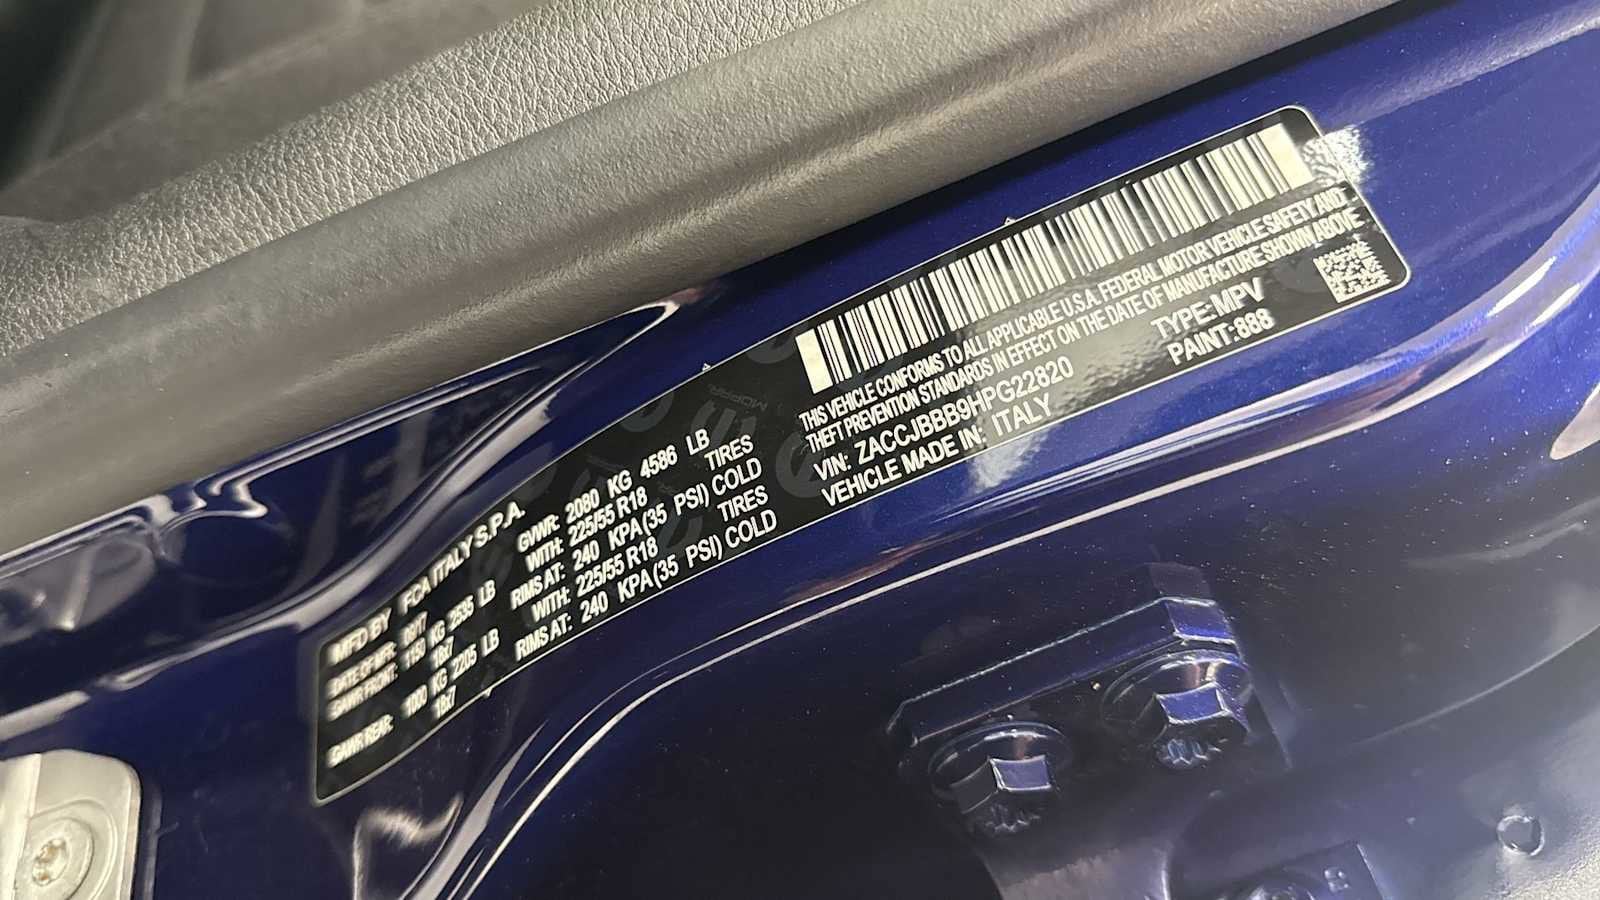 MFD BY FCA ITALY S.P.A.
DATE OF MFR: 09/17 GVWR: 2080 KG 4586 LB
GAWR FRONT: 1150 KG 2535 LB WITH: 225/55 R18 TIRES
18x7 RIMS AT: 240 KPA(35 PSI) COLD
GAWR REAR: 1000 KG 2205 LB WITH: 225/55 R18 TIRES
18x7 RIMS AT: 240 KPA(35 PSI) COLD
THIS VEHICLE CONFORMS TO ALL APPLICABLE U.S.A. FEDERAL MOTOR VEHICLE SAFETY AND
THEFT PREVENTION STANDARDS IN EFFECT ON THE DATE OF MANUFACTURE SHOWN ABOVE
VIN: ZACCJBBB9HPG22820 TYPE:MPV
VEHICLE MADE IN: ITALY PAINT:888
MOPAR